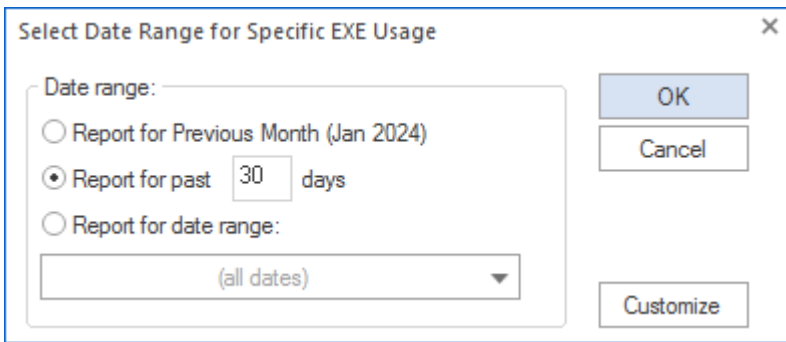 Select Date Range for Specific EXE Usage
Date range:
OK
Report for Previous Month (Jan 2024)
Cancel
Report for past 30 days
Report for date range:
(all dates)
Customize